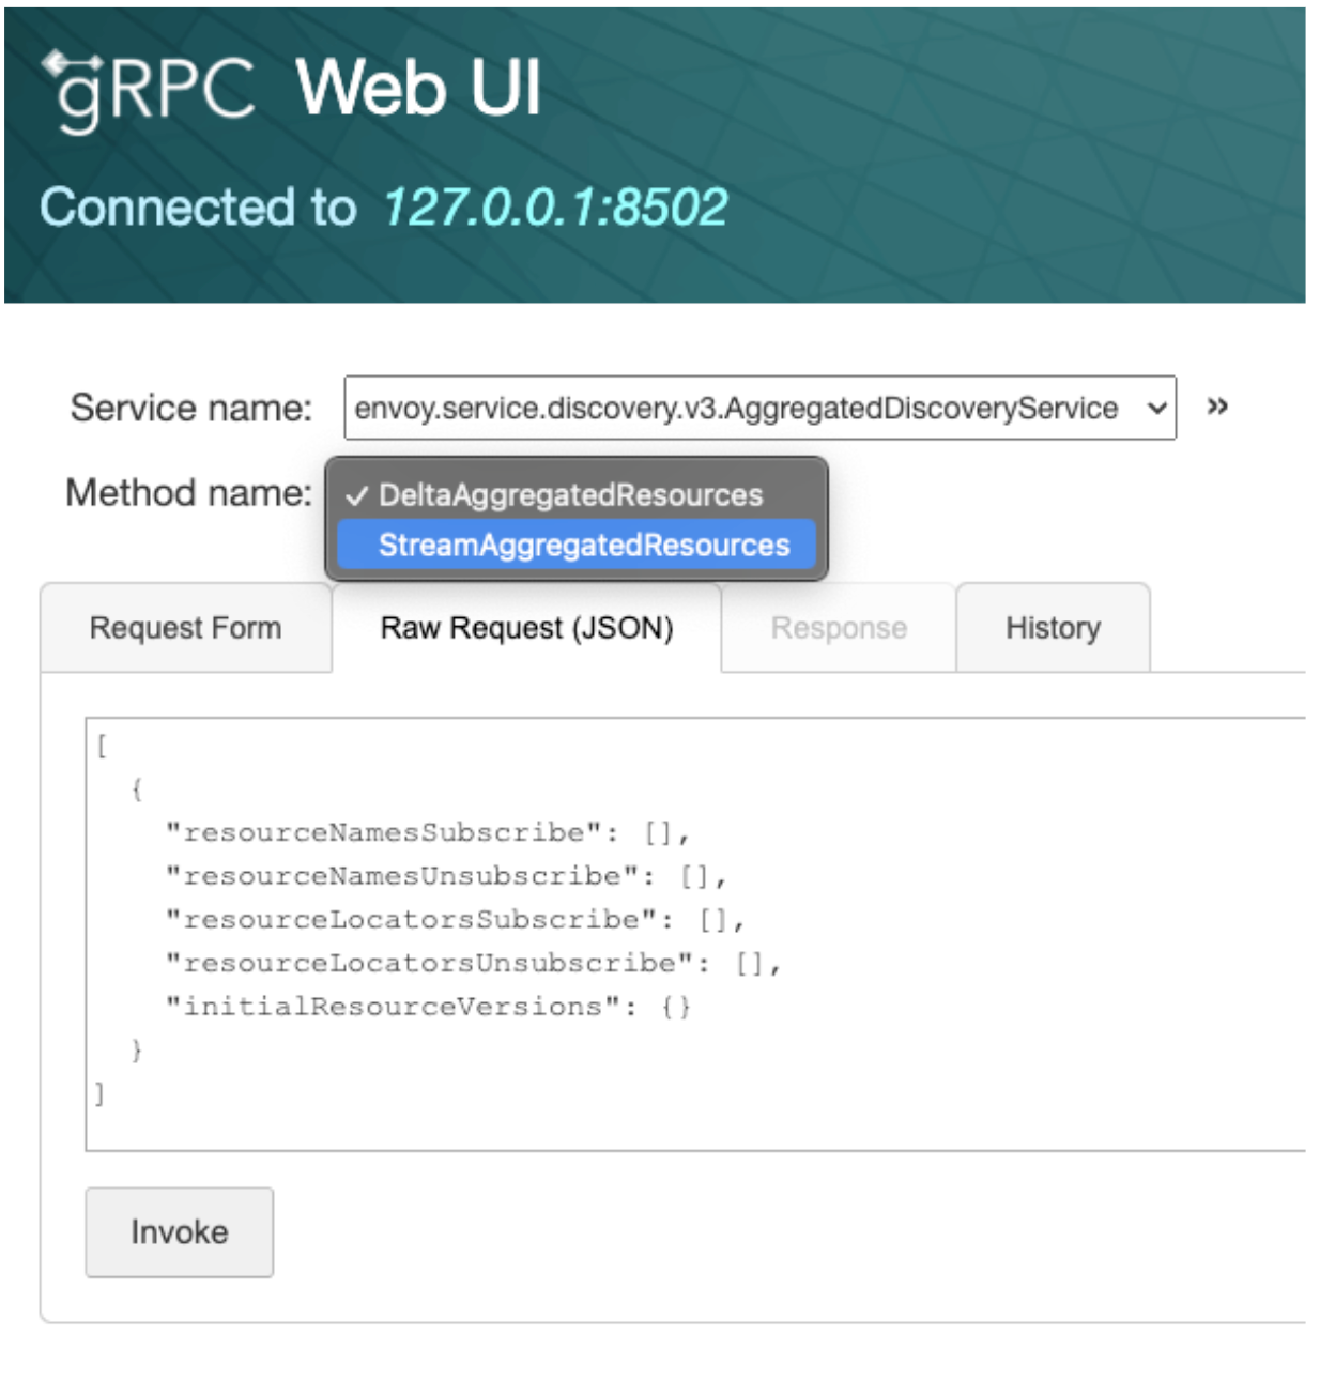 gRPC Web UI
Connected to 127.0.0.1:8502
Service name: envoy.service.discovery.v3.AggregatedDiscoveryService »
Method name: ✓ DeltaAggregatedResources
StreamAggregatedResources
Request Form Raw Request (JSON) Response History
[
  {
    "resourceNamesSubscribe": [],
    "resourceNamesUnsubscribe": [],
    "resourceLocatorsSubscribe": [],
    "resourceLocatorsUnsubscribe": [],
    "initialResourceVersions": {}
  }
]
Invoke